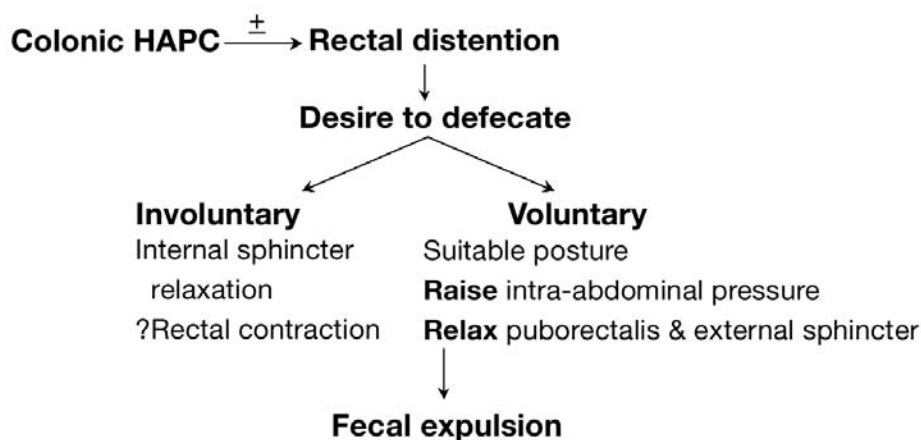 Colonic HAPC ± Rectal distention
Desire to defecate
Involuntary
Internal sphincter
relaxation
?Rectal contraction
Voluntary
Suitable posture
Raise intra-abdominal pressure
Relax puborectalis & external sphincter
Fecal expulsion